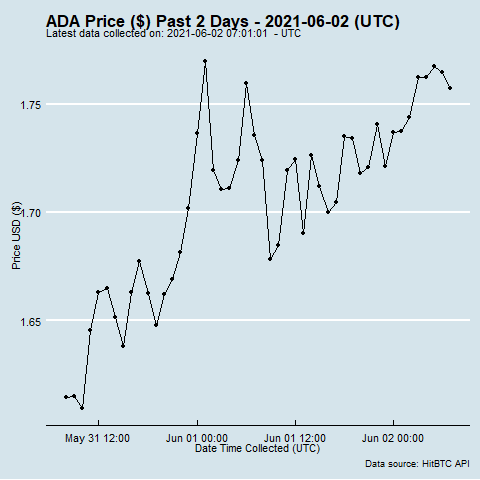 ADA Price ($) Past 2 Days - 2021-06-02 (UTC)
Latest data collected on: 2021-06-02 07:01:01 - UTC
Price USD ($)
1.75
1.70
1.65
May 31 12:00
Jun 01 00:00
Jun 01 12:00
Jun 02 00:00
Date Time Collected (UTC)
Data source: HitBTC API